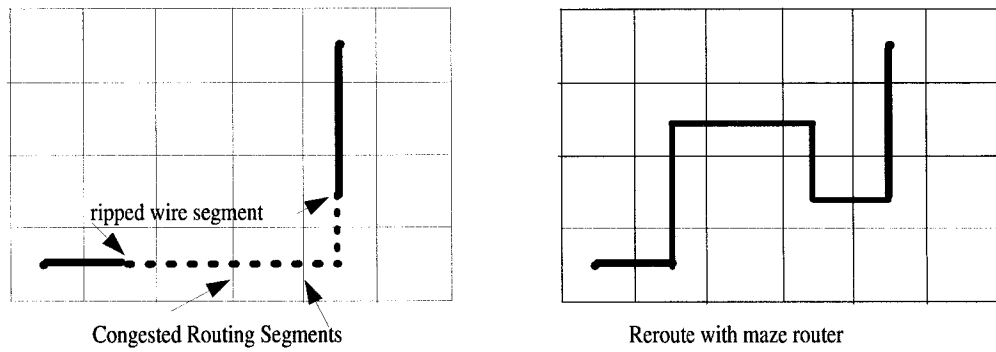 ripped wire segment
Congested Routing Segments
Reroute with maze router